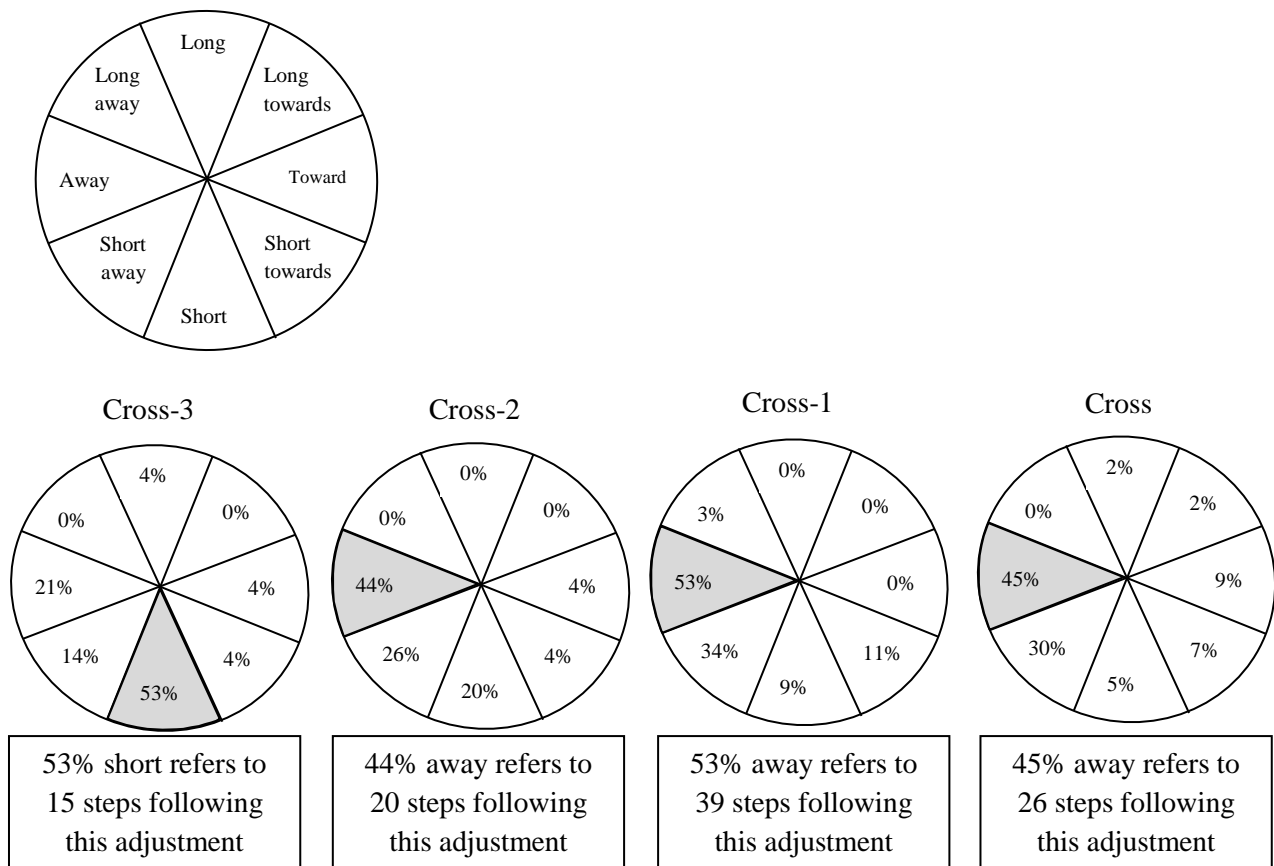 Long
Long
away
Long
towards
Away
Toward
Short
away
Short
towards
Short
Cross-3
Cross-2
Cross-1
Cross
4%
0%
0%
21%
4%
14%
4%
53%
0%
0%
0%
44%
4%
26%
4%
20%
0%
3%
0%
53%
0%
34%
11%
9%
2%
0%
2%
45%
9%
30%
7%
5%
53% short refers to
15 steps following
this adjustment
44% away refers to
20 steps following
this adjustment
53% away refers to
39 steps following
this adjustment
45% away refers to
26 steps following
this adjustment